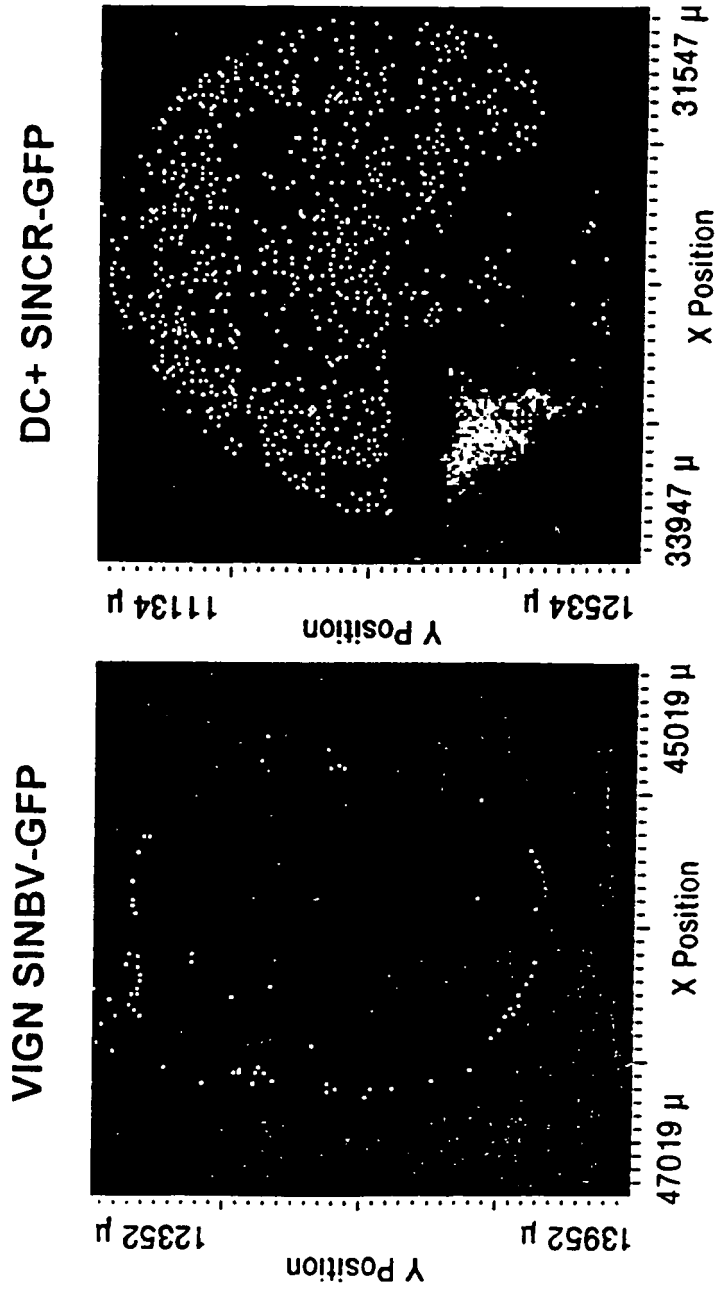 VIGN SINBV-GFP
Y Position
12352 µ
13952 µ
47019 µ
45019 µ
X Position
DC+ SINCR-GFP
Y Position
11134 µ
12534 µ
33947 µ
31547 µ
X Position